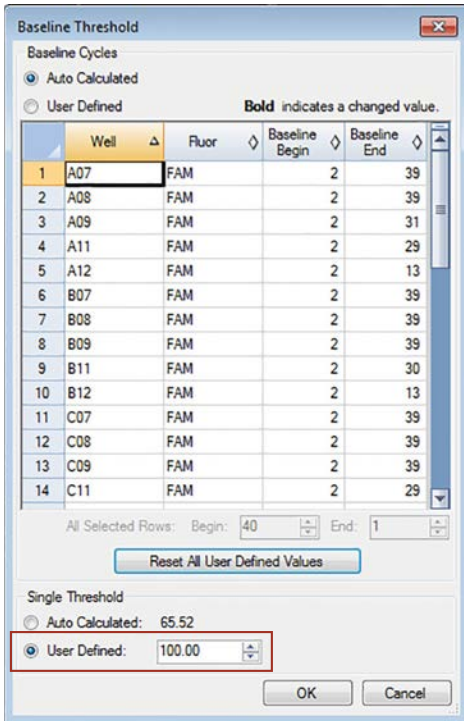 Baseline Threshold
Baseline Cycles
Auto Calculated
User Defined Bold indicates a changed value.
Well Fluor Baseline Begin Baseline End
1 A07 FAM 2 39
2 A08 FAM 2 39
3 A09 FAM 2 31
4 A11 FAM 2 29
5 A12 FAM 2 13
6 B07 FAM 2 39
7 B08 FAM 2 39
8 B09 FAM 2 39
9 B11 FAM 2 30
10 B12 FAM 2 13
11 C07 FAM 2 39
12 C08 FAM 2 39
13 C09 FAM 2 39
14 C11 FAM 2 29
All Selected Rows: Begin: 40 End: 1
Reset All User Defined Values
Single Threshold
Auto Calculated: 65.52
User Defined: 100.00
OK Cancel